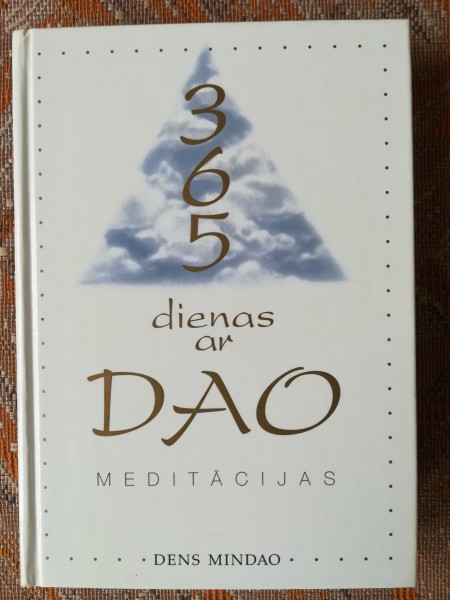 3
6
5
dienas
ar
DAO
MEDITĀCIJAS
DENS MINDAO